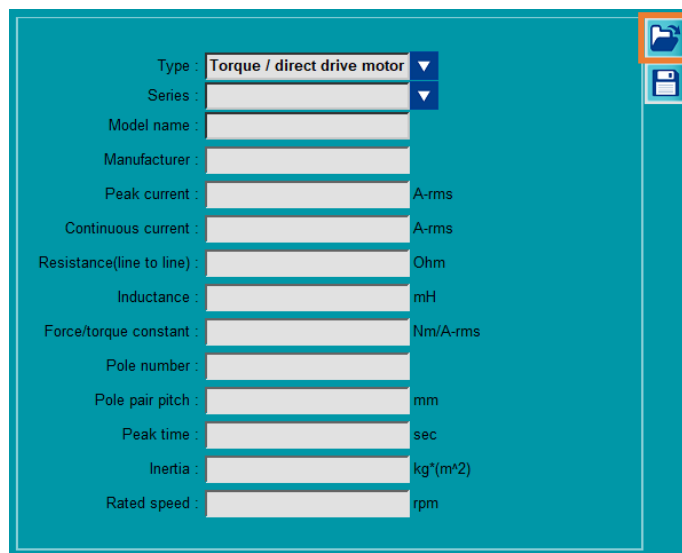 Type : Torque / direct drive motor
Series :
Model name :
Manufacturer :
Peak current : A-rms
Continuous current : A-rms
Resistance(line to line) : Ohm
Inductance : mH
Force/torque constant : Nm/A-rms
Pole number :
Pole pair pitch : mm
Peak time : sec
Inertia : kg*(m^2)
Rated speed : rpm